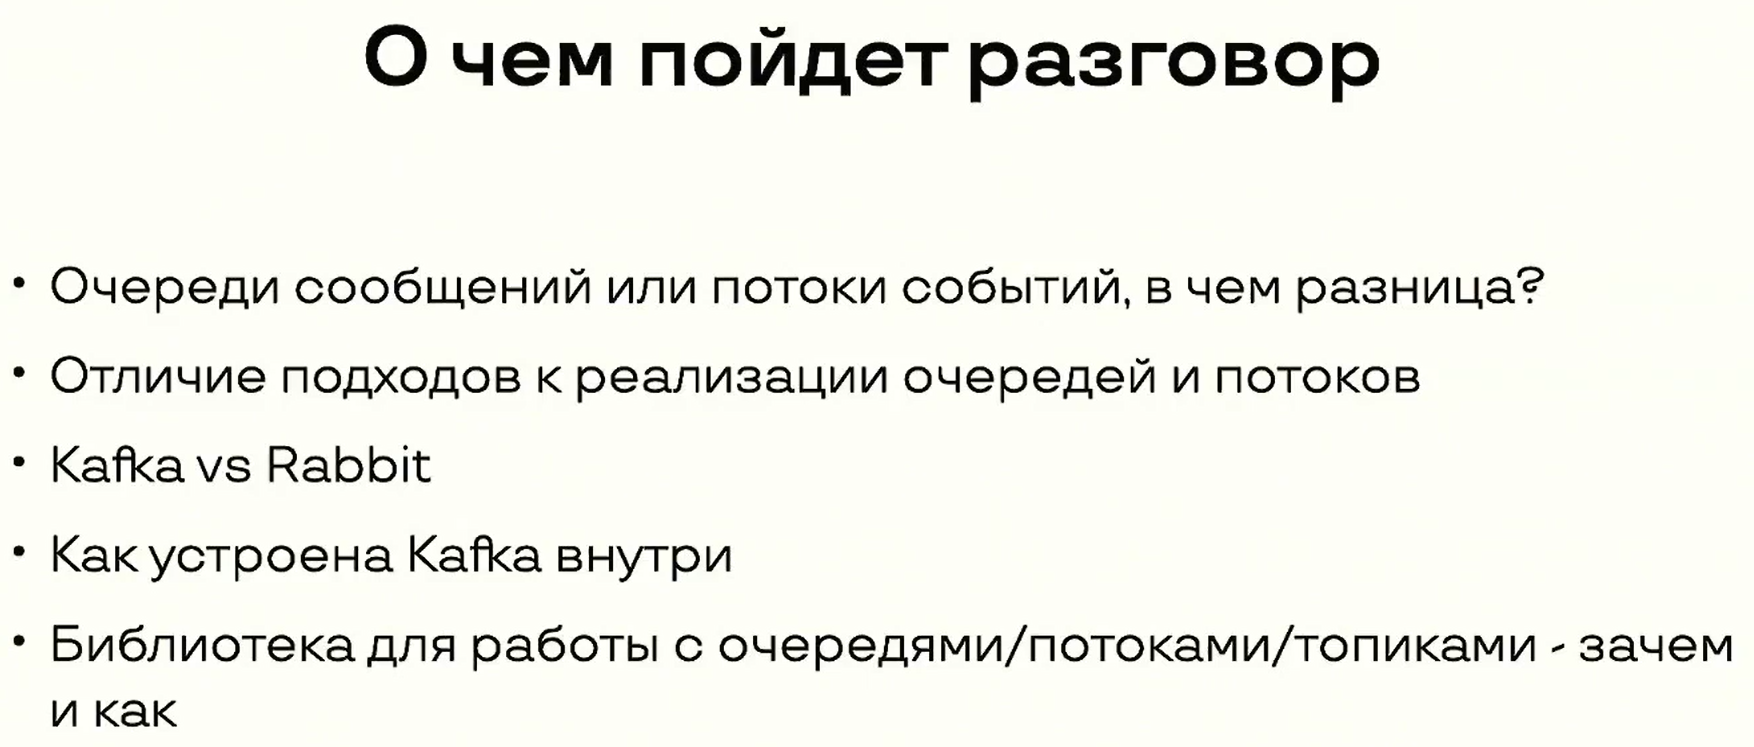 О чем пойдет разговор
• Очереди сообщений или потоки событий, в чем разница?
• Отличие подходов к реализации очередей и потоков
• Kafka vs Rabbit
• Как устроена Kafka внутри
• Библиотека для работы с очередями/потоками/топиками - зачем
и как